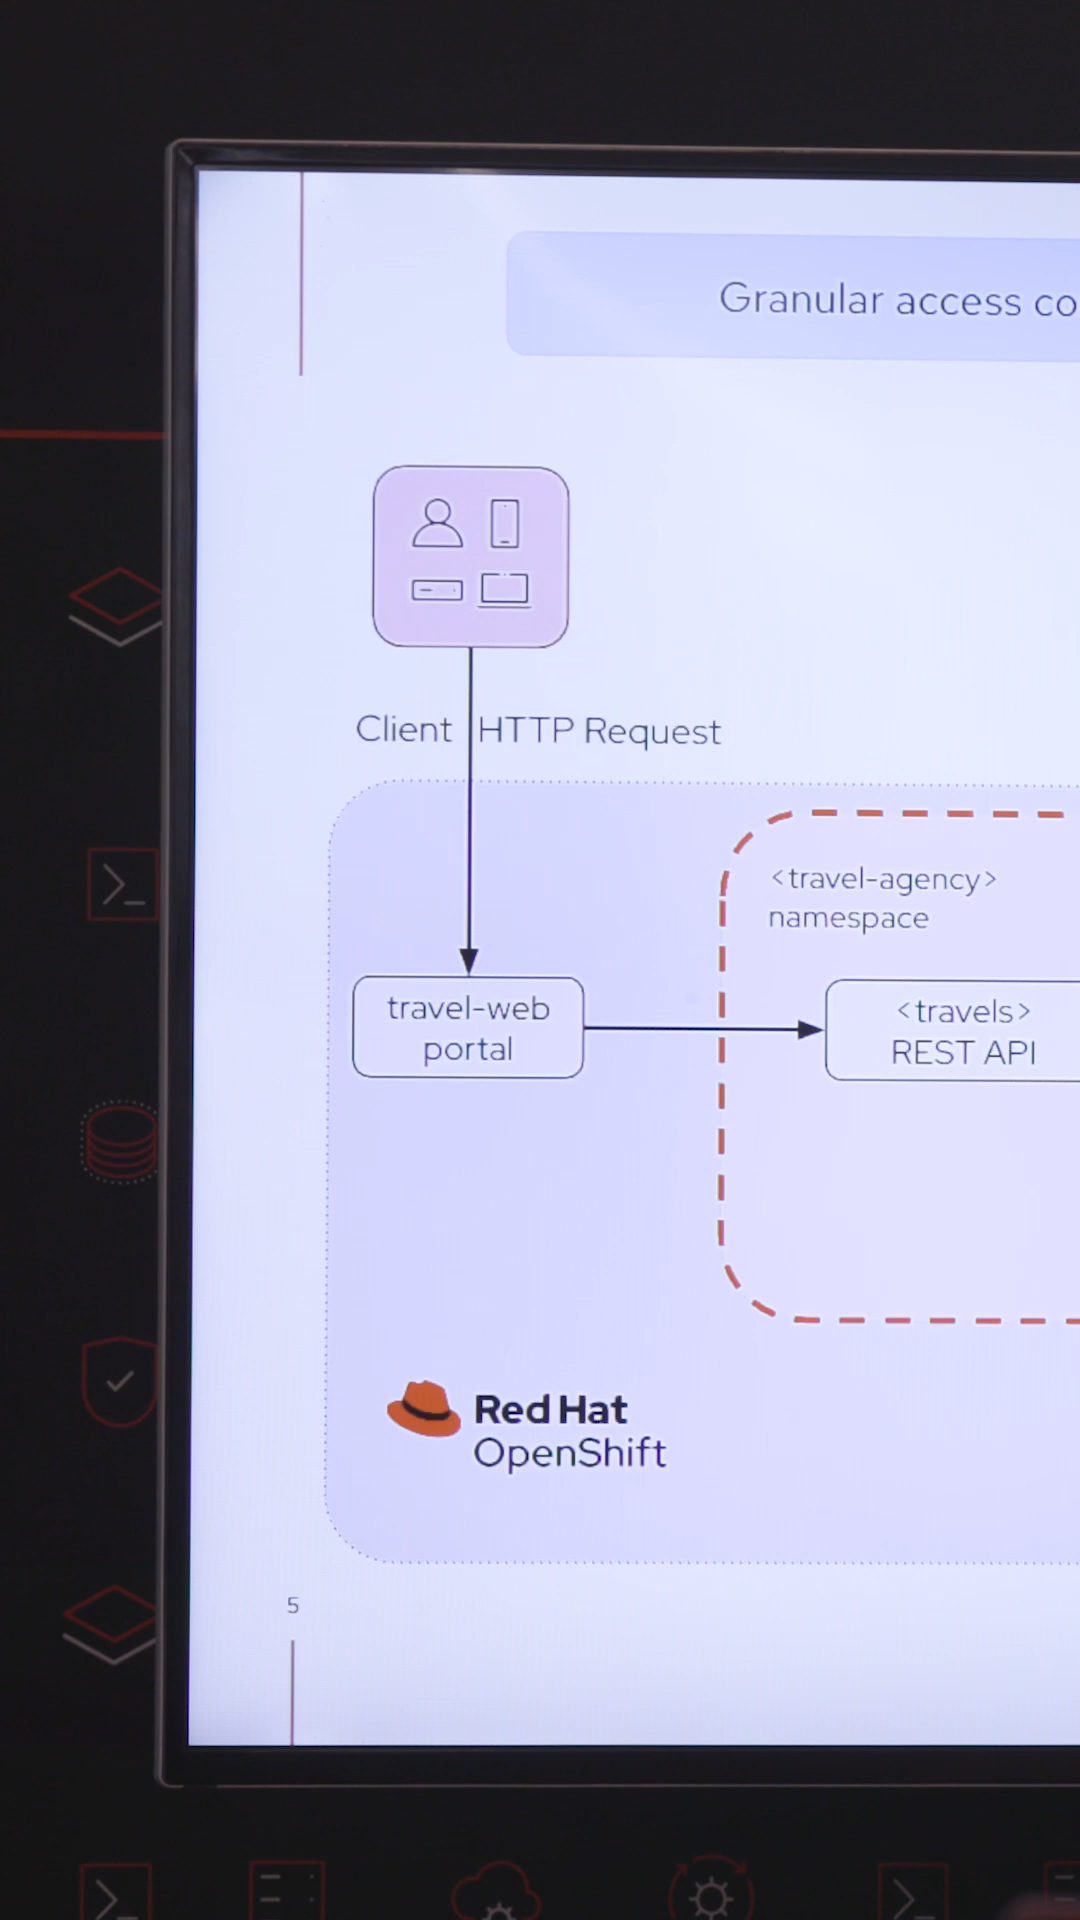 Granular access co
Client HTTP Request
<travel-agency>
namespace
travel-web
portal
<travels>
REST API
Red Hat
OpenShift
5